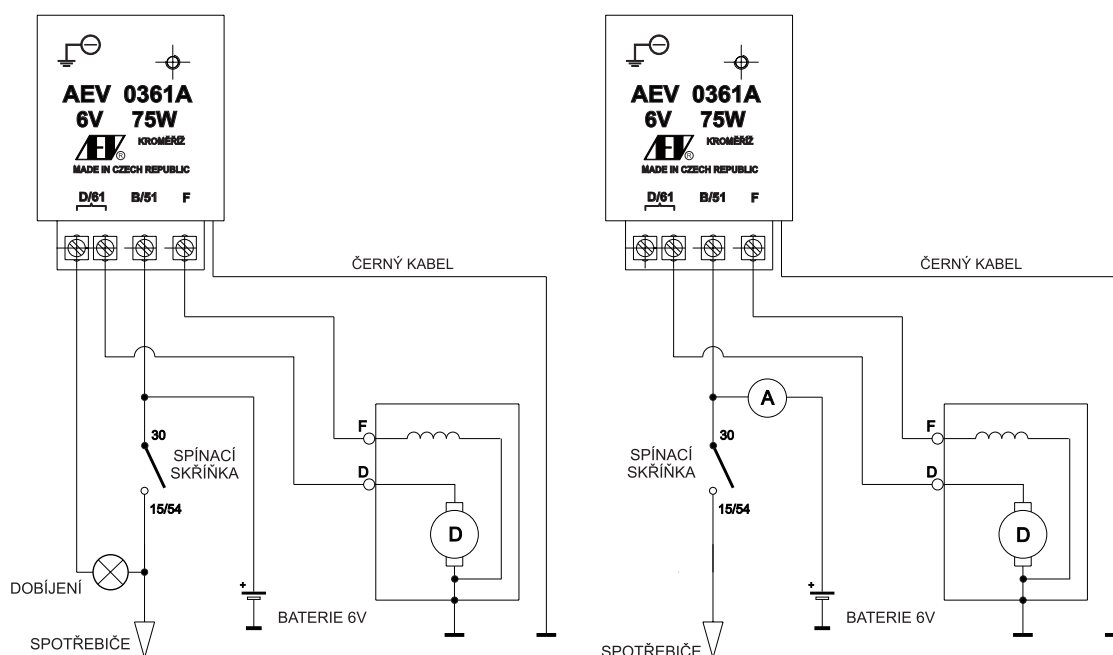 AEV 0361A
6V 75W
AEV ®
KROMĚŘÍŽ
MADE IN CZECH REPUBLIC
D/61 B/51 F
ČERNÝ KABEL
30
SPÍNACÍ
SKŘÍŇKA
15/54
F
D
D
DOBÍJENÍ
+
BATERIE 6V
SPOTŘEBIČE
AEV 0361A
6V 75W
AEV ®
KROMĚŘÍŽ
MADE IN CZECH REPUBLIC
D/61 B/51 F
ČERNÝ KABEL
A
30
SPÍNACÍ
SKŘÍŇKA
15/54
F
D
D
+
BATERIE 6V
SPOTŘEBIČE